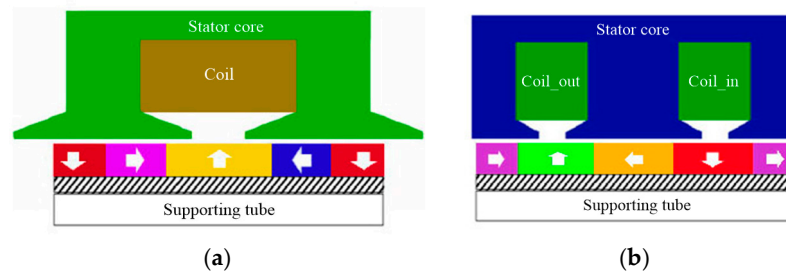 Stator core
Coil
Supporting tube
(a)
Stator core
Coil_out
Coil_in
Supporting tube
(b)